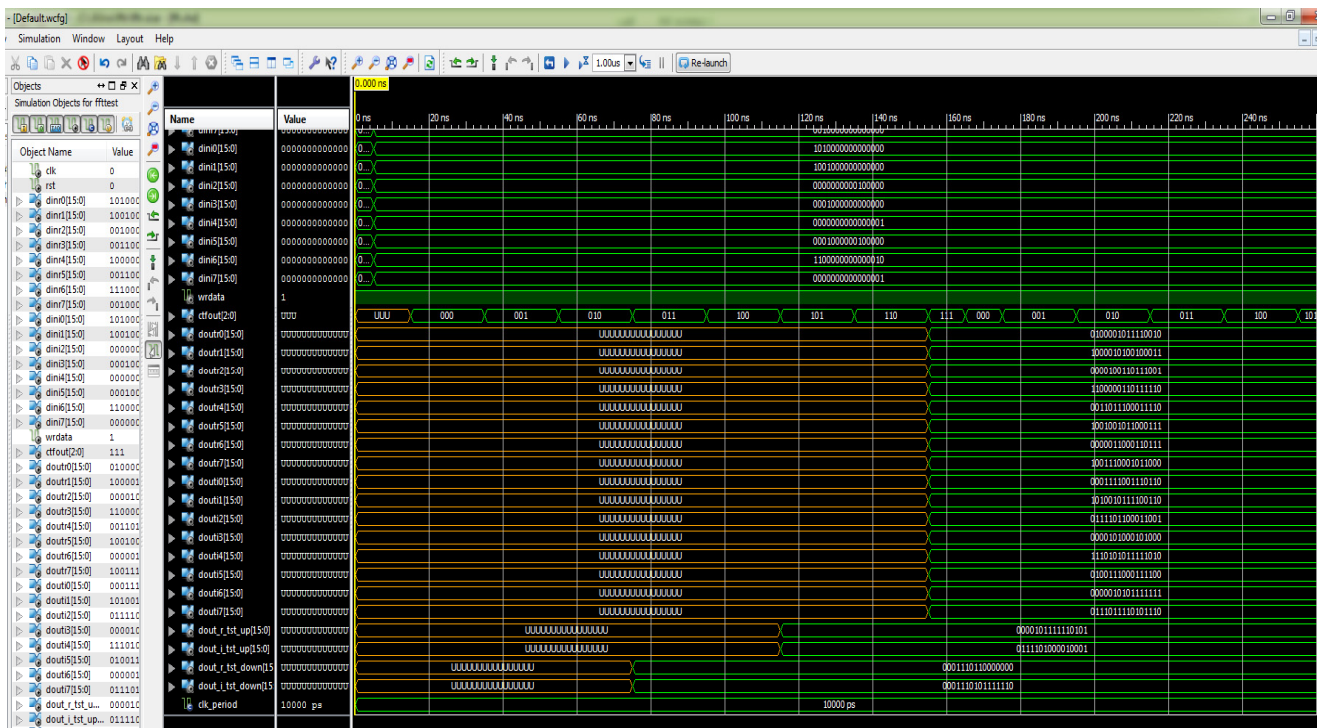 - [Default.wcfg]
Simulation Window Layout Help
1.00us Re-launch
Objects
Simulation Objects for ffttest
Object Name Value
clk 0
rst 0
dinr0[15:0] 101000
dinr1[15:0] 100100
dinr2[15:0] 001000
dinr3[15:0] 001100
dinr4[15:0] 100000
dinr5[15:0] 001100
dinr6[15:0] 111000
dinr7[15:0] 001000
dini0[15:0] 101000
dini1[15:0] 100100
dini2[15:0] 000000
dini3[15:0] 000100
dini4[15:0] 000000
dini5[15:0] 000100
dini6[15:0] 110000
dini7[15:0] 000000
wrdata 1
ctfout[2:0] 111
doutr0[15:0] 010000
doutr1[15:0] 100001
doutr2[15:0] 000010
doutr3[15:0] 110000
doutr4[15:0] 001101
doutr5[15:0] 100100
doutr6[15:0] 000001
doutr7[15:0] 100111
douti0[15:0] 000111
douti1[15:0] 101001
douti2[15:0] 011110
douti3[15:0] 000010
douti4[15:0] 111010
douti5[15:0] 010011
douti6[15:0] 000001
douti7[15:0] 011101
dout_r_tst_u... 000010
dout_i_tst_up... 011110
0.000 ns
Name Value 0 ns 20 ns 40 ns 60 ns 80 ns 100 ns 120 ns 140 ns 160 ns 180 ns 200 ns 220 ns 240 ns
dinr7[15:0] 0000000000000 0... 0010000000000000
dini0[15:0] 0000000000000 0... 1010000000000000
dini1[15:0] 0000000000000 0... 1001000000000000
dini2[15:0] 0000000000000 0... 0000000000100000
dini3[15:0] 0000000000000 0... 0001000000000000
dini4[15:0] 0000000000000 0... 0000000000000001
dini5[15:0] 0000000000000 0... 0001000000100000
dini6[15:0] 0000000000000 0... 1100000000000010
dini7[15:0] 0000000000000 0... 0000000000000001
wrdata 1
ctfout[2:0] UUU UUU 000 001 010 011 100 101 110 111 000 001 010 011 100 101
doutr0[15:0] UUUUUUUUUUUUU UUUUUUUUUUUUUUUU 0100001011110010
doutr1[15:0] UUUUUUUUUUUUU UUUUUUUUUUUUUUUU 1000010100100011
doutr2[15:0] UUUUUUUUUUUUU UUUUUUUUUUUUUUUU 0000100110111001
doutr3[15:0] UUUUUUUUUUUUU UUUUUUUUUUUUUUUU 1100000110111110
doutr4[15:0] UUUUUUUUUUUUU UUUUUUUUUUUUUUUU 0011011100011110
doutr5[15:0] UUUUUUUUUUUUU UUUUUUUUUUUUUUUU 1001001011000111
doutr6[15:0] UUUUUUUUUUUUU UUUUUUUUUUUUUUUU 0000011000110111
doutr7[15:0] UUUUUUUUUUUUU UUUUUUUUUUUUUUUU 1001110001011000
douti0[15:0] UUUUUUUUUUUUU UUUUUUUUUUUUUUUU 0001111001110110
douti1[15:0] UUUUUUUUUUUUU UUUUUUUUUUUUUUUU 1010010111100110
douti2[15:0] UUUUUUUUUUUUU UUUUUUUUUUUUUUUU 0111101100011001
douti3[15:0] UUUUUUUUUUUUU UUUUUUUUUUUUUUUU 0000101000101000
douti4[15:0] UUUUUUUUUUUUU UUUUUUUUUUUUUUUU 1110101011111010
douti5[15:0] UUUUUUUUUUUUU UUUUUUUUUUUUUUUU 0100111000111100
douti6[15:0] UUUUUUUUUUUUU UUUUUUUUUUUUUUUU 0000010101111111
douti7[15:0] UUUUUUUUUUUUU UUUUUUUUUUUUUUUU 0111011110101110
dout_r_tst_up[15:0] UUUUUUUUUUUUU UUUUUUUUUUUUUUUU 0000101111110101
dout_i_tst_up[15:0] UUUUUUUUUUUUU UUUUUUUUUUUUUUUU 0111101000010001
dout_r_tst_down[15 UUUUUUUUUUUUU UUUUUUUUUUUUUUUU 0001110110000000
dout_i_tst_down[15 UUUUUUUUUUUUU UUUUUUUUUUUUUUUU 0001110101111110
clk_period 10000 ps 10000 ps